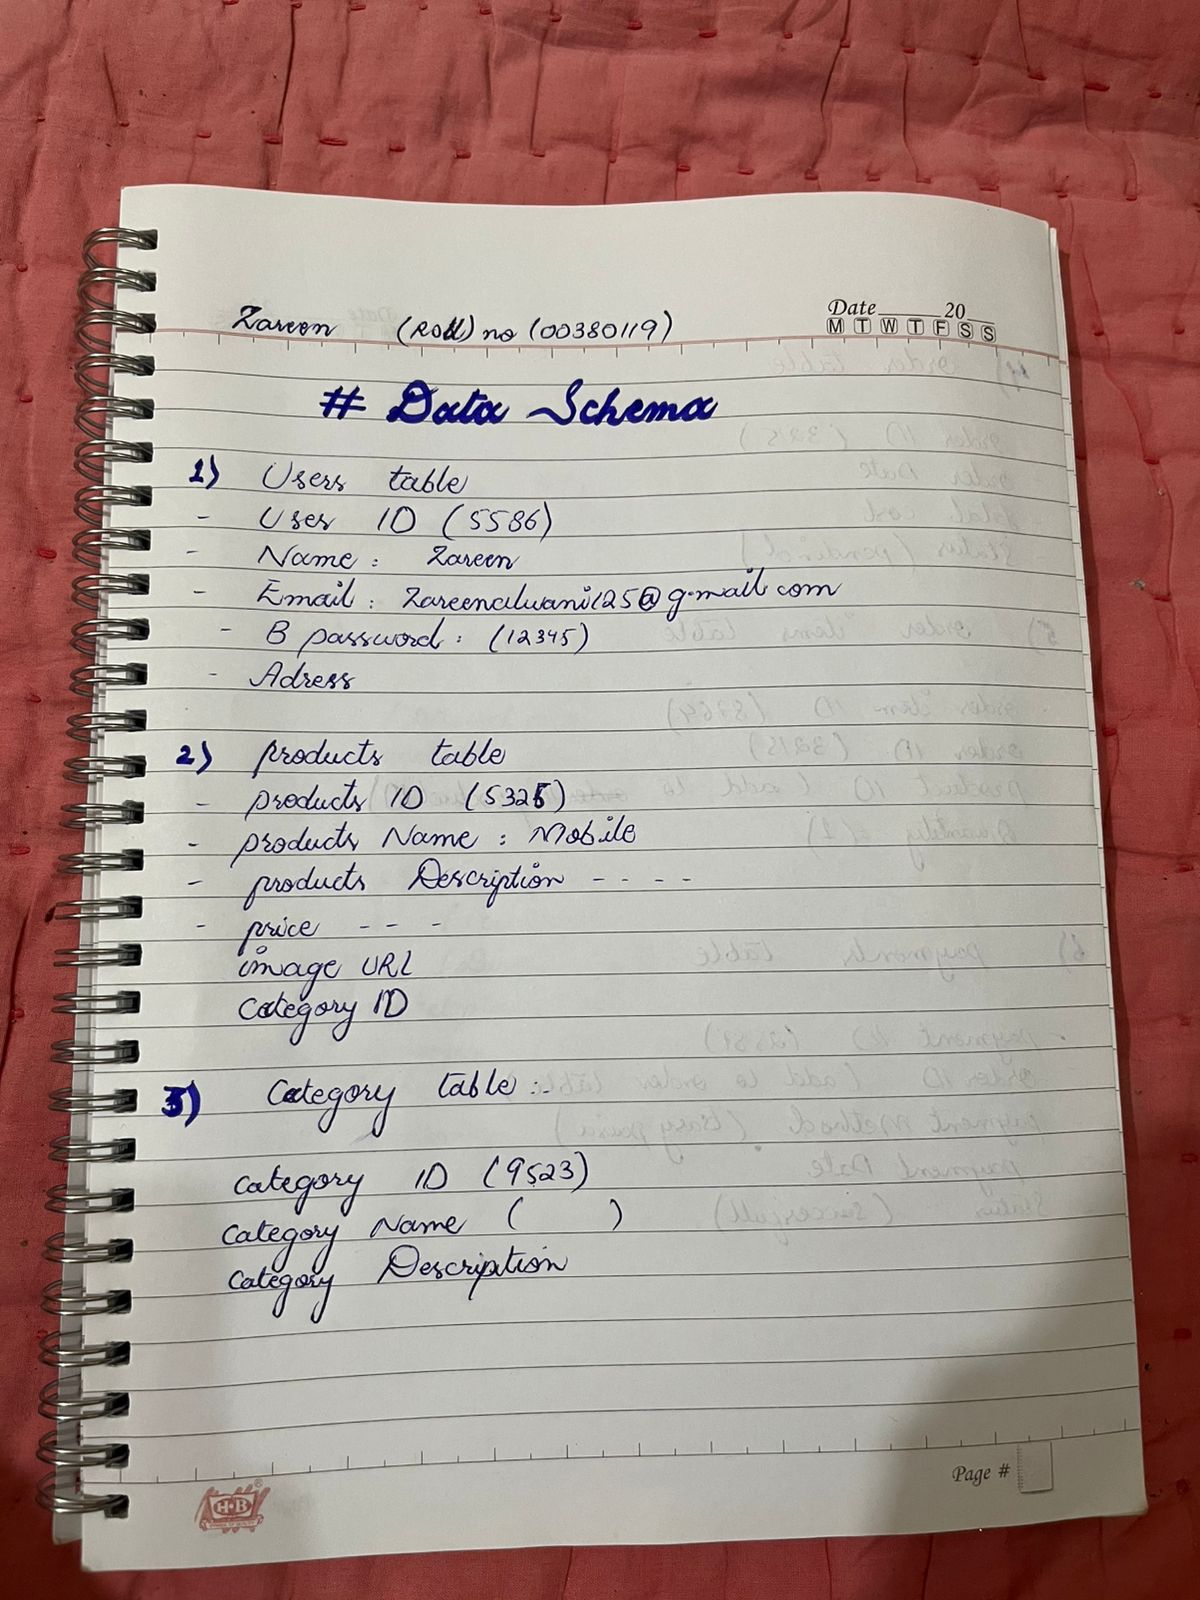 Zareen (Roll) no (00380119)
Date 20
M T W T F S S
# Data Schema
1) Users table
- User ID (5586)
- Name : Zareen
- Email : @gmail.com
- B password : (12345)
- Adress
2) products table
- products ID (5325)
- products Name : Mobile
- products Description - - - -
- price - - -
image URL
Category ID
3) Category table :
Category ID (9523)
Category Name ( )
Category Description
Page #
H·B